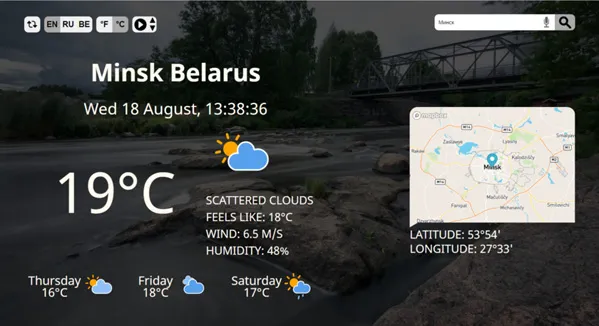 EN RU BE °F °C
Минск
Minsk Belarus
Wed 18 August, 13:38:36
19°C
SCATTERED CLOUDS
FEELS LIKE: 18°C
WIND: 6.5 M/S
HUMIDITY: 48%
mapbox
Minsk
LATITUDE: 53°54'
LONGITUDE: 27°33'
Thursday
16°C
Friday
18°C
Saturday
17°C